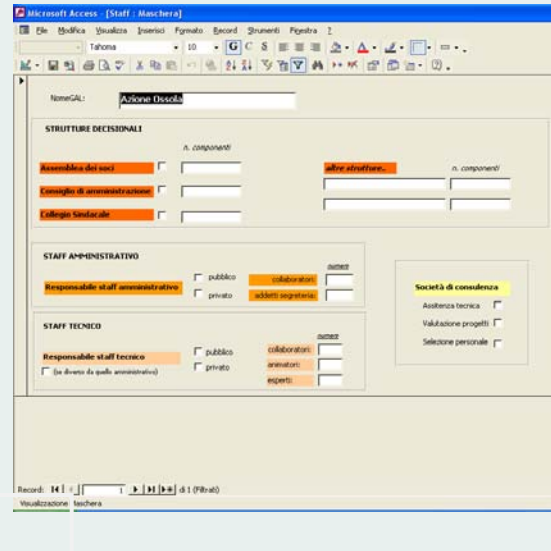 Microsoft Access - [Staff : Maschera]
File Modifica Visualizza Inserisci Formato Record Strumenti Finestra ?
Tahoma 10 G C S
NomeGAL: Azione Ossola
STRUTTURE DECISIONALI
n. componenti
Assemblea dei soci
altre strutture..
n. componenti
Consiglio di amministrazione
Collegio Sindacale
STAFF AMMINISTRATIVO
numero
Responsabile staff amministrativo
pubblico
privato
collaboratori:
addetti segreteria:
Società di consulenza
Assitenza tecnica
Valutazione progetti
Selezione personale
STAFF TECNICO
numero
Responsabile staff tecnico
(se diverso da quello amministrativo)
pubblico
privato
collaboratori:
animatori:
esperti:
Record: 1 di 1 (Filtrati)
Visualizzazione Maschera